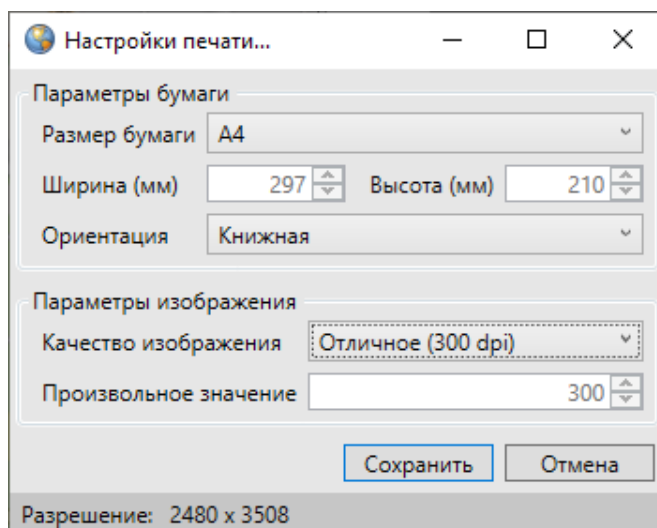 Настройки печати...
Параметры бумаги
Размер бумаги A4
Ширина (мм) 297 Высота (мм) 210
Ориентация Книжная
Параметры изображения
Качество изображения Отличное (300 dpi)
Произвольное значение 300
Сохранить Отмена
Разрешение: 2480 x 3508